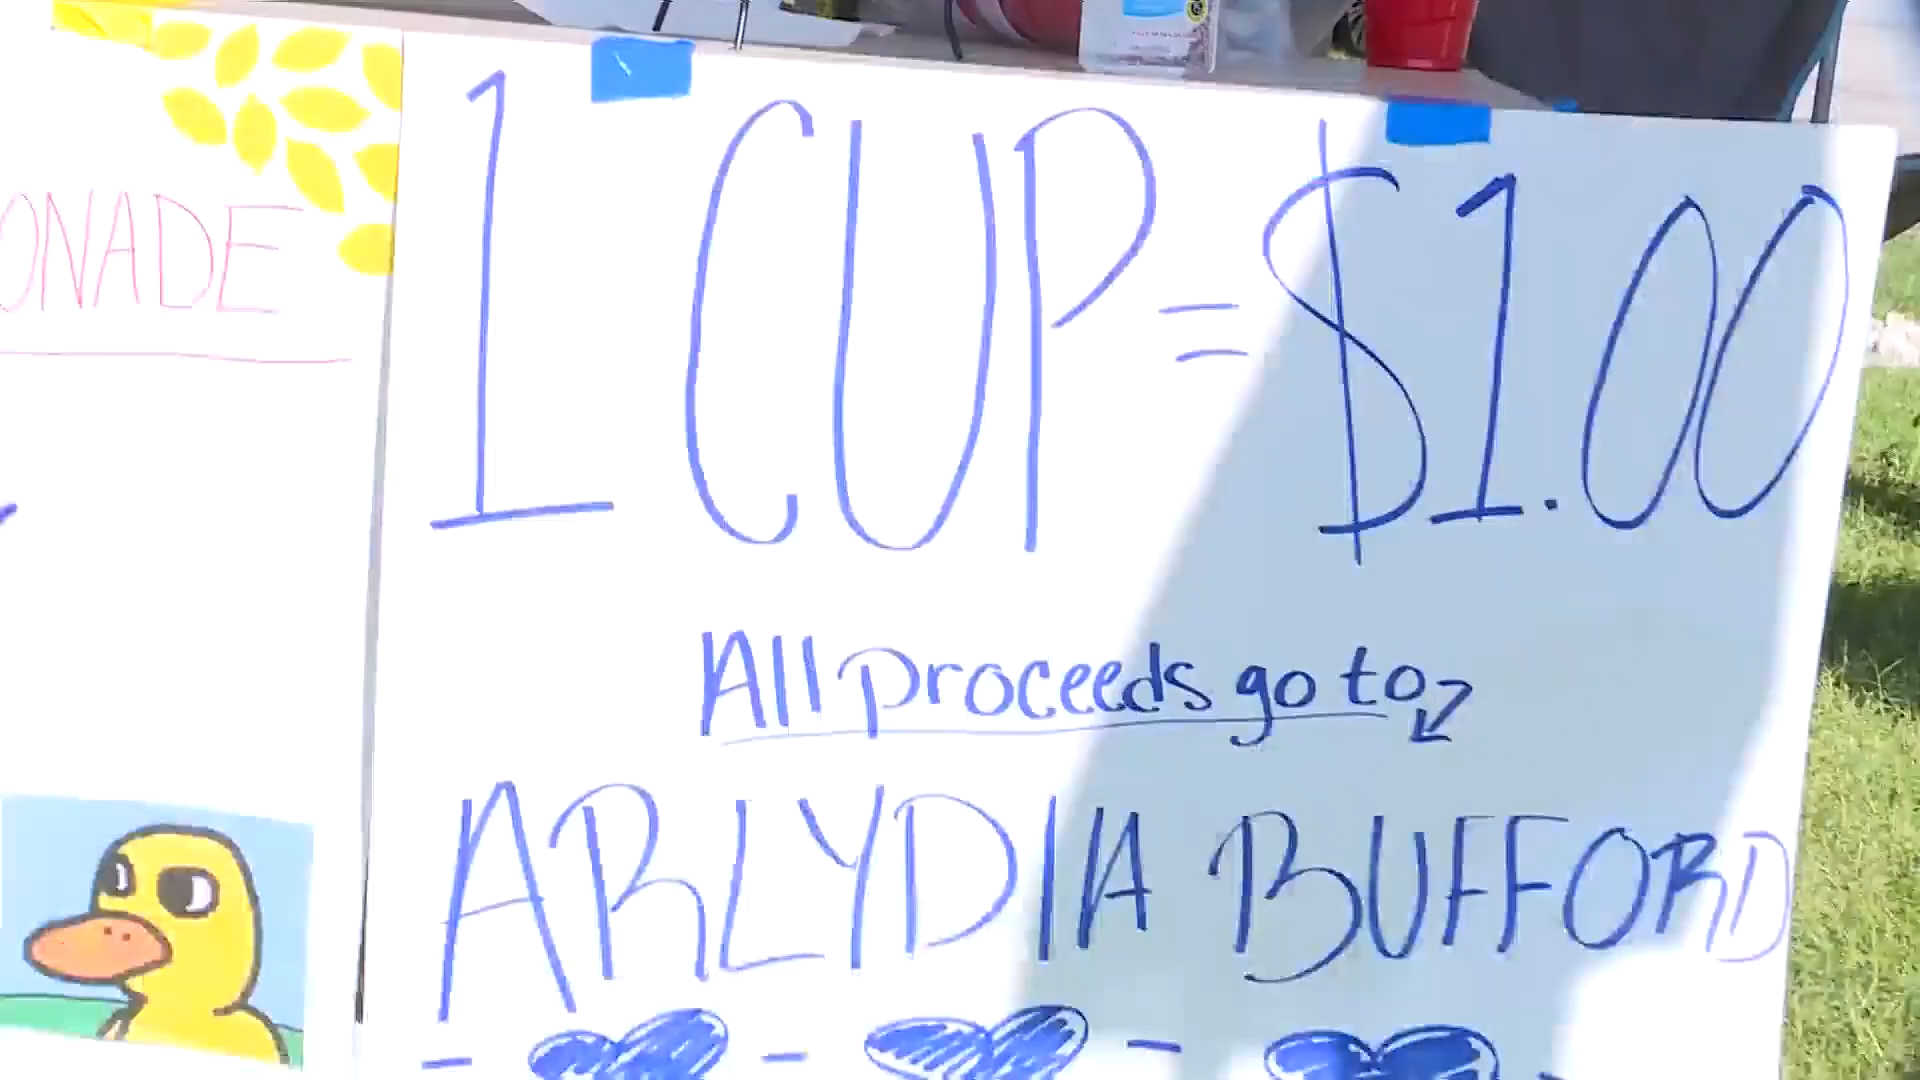 ONADE
1 CUP = $1.00
All proceeds go to
ARLYDIA BUFFORD